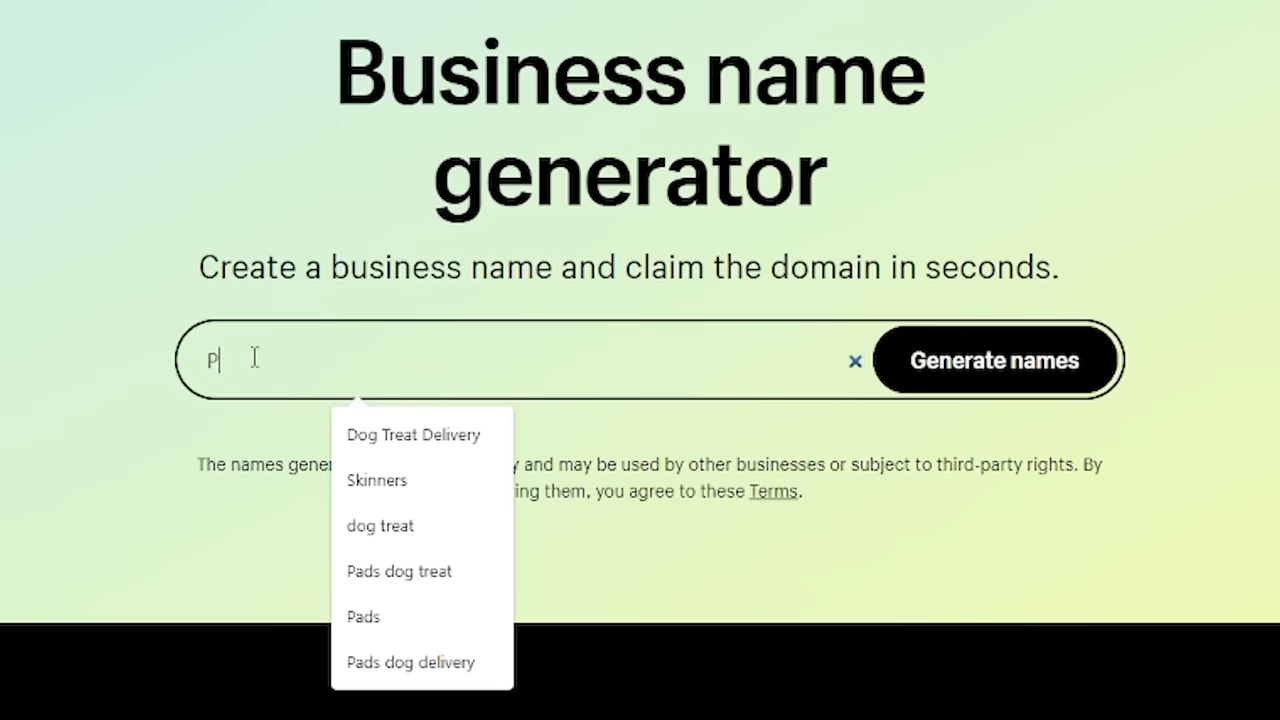 Business name
generator
Create a business name and claim the domain in seconds.
P
Generate names
Dog Treat Delivery
The names gener y and may be used by other businesses or subject to third-party rights. By
Skinners
ing them, you agree to these Terms.
dog treat
Pads dog treat
Pads
Pads dog delivery